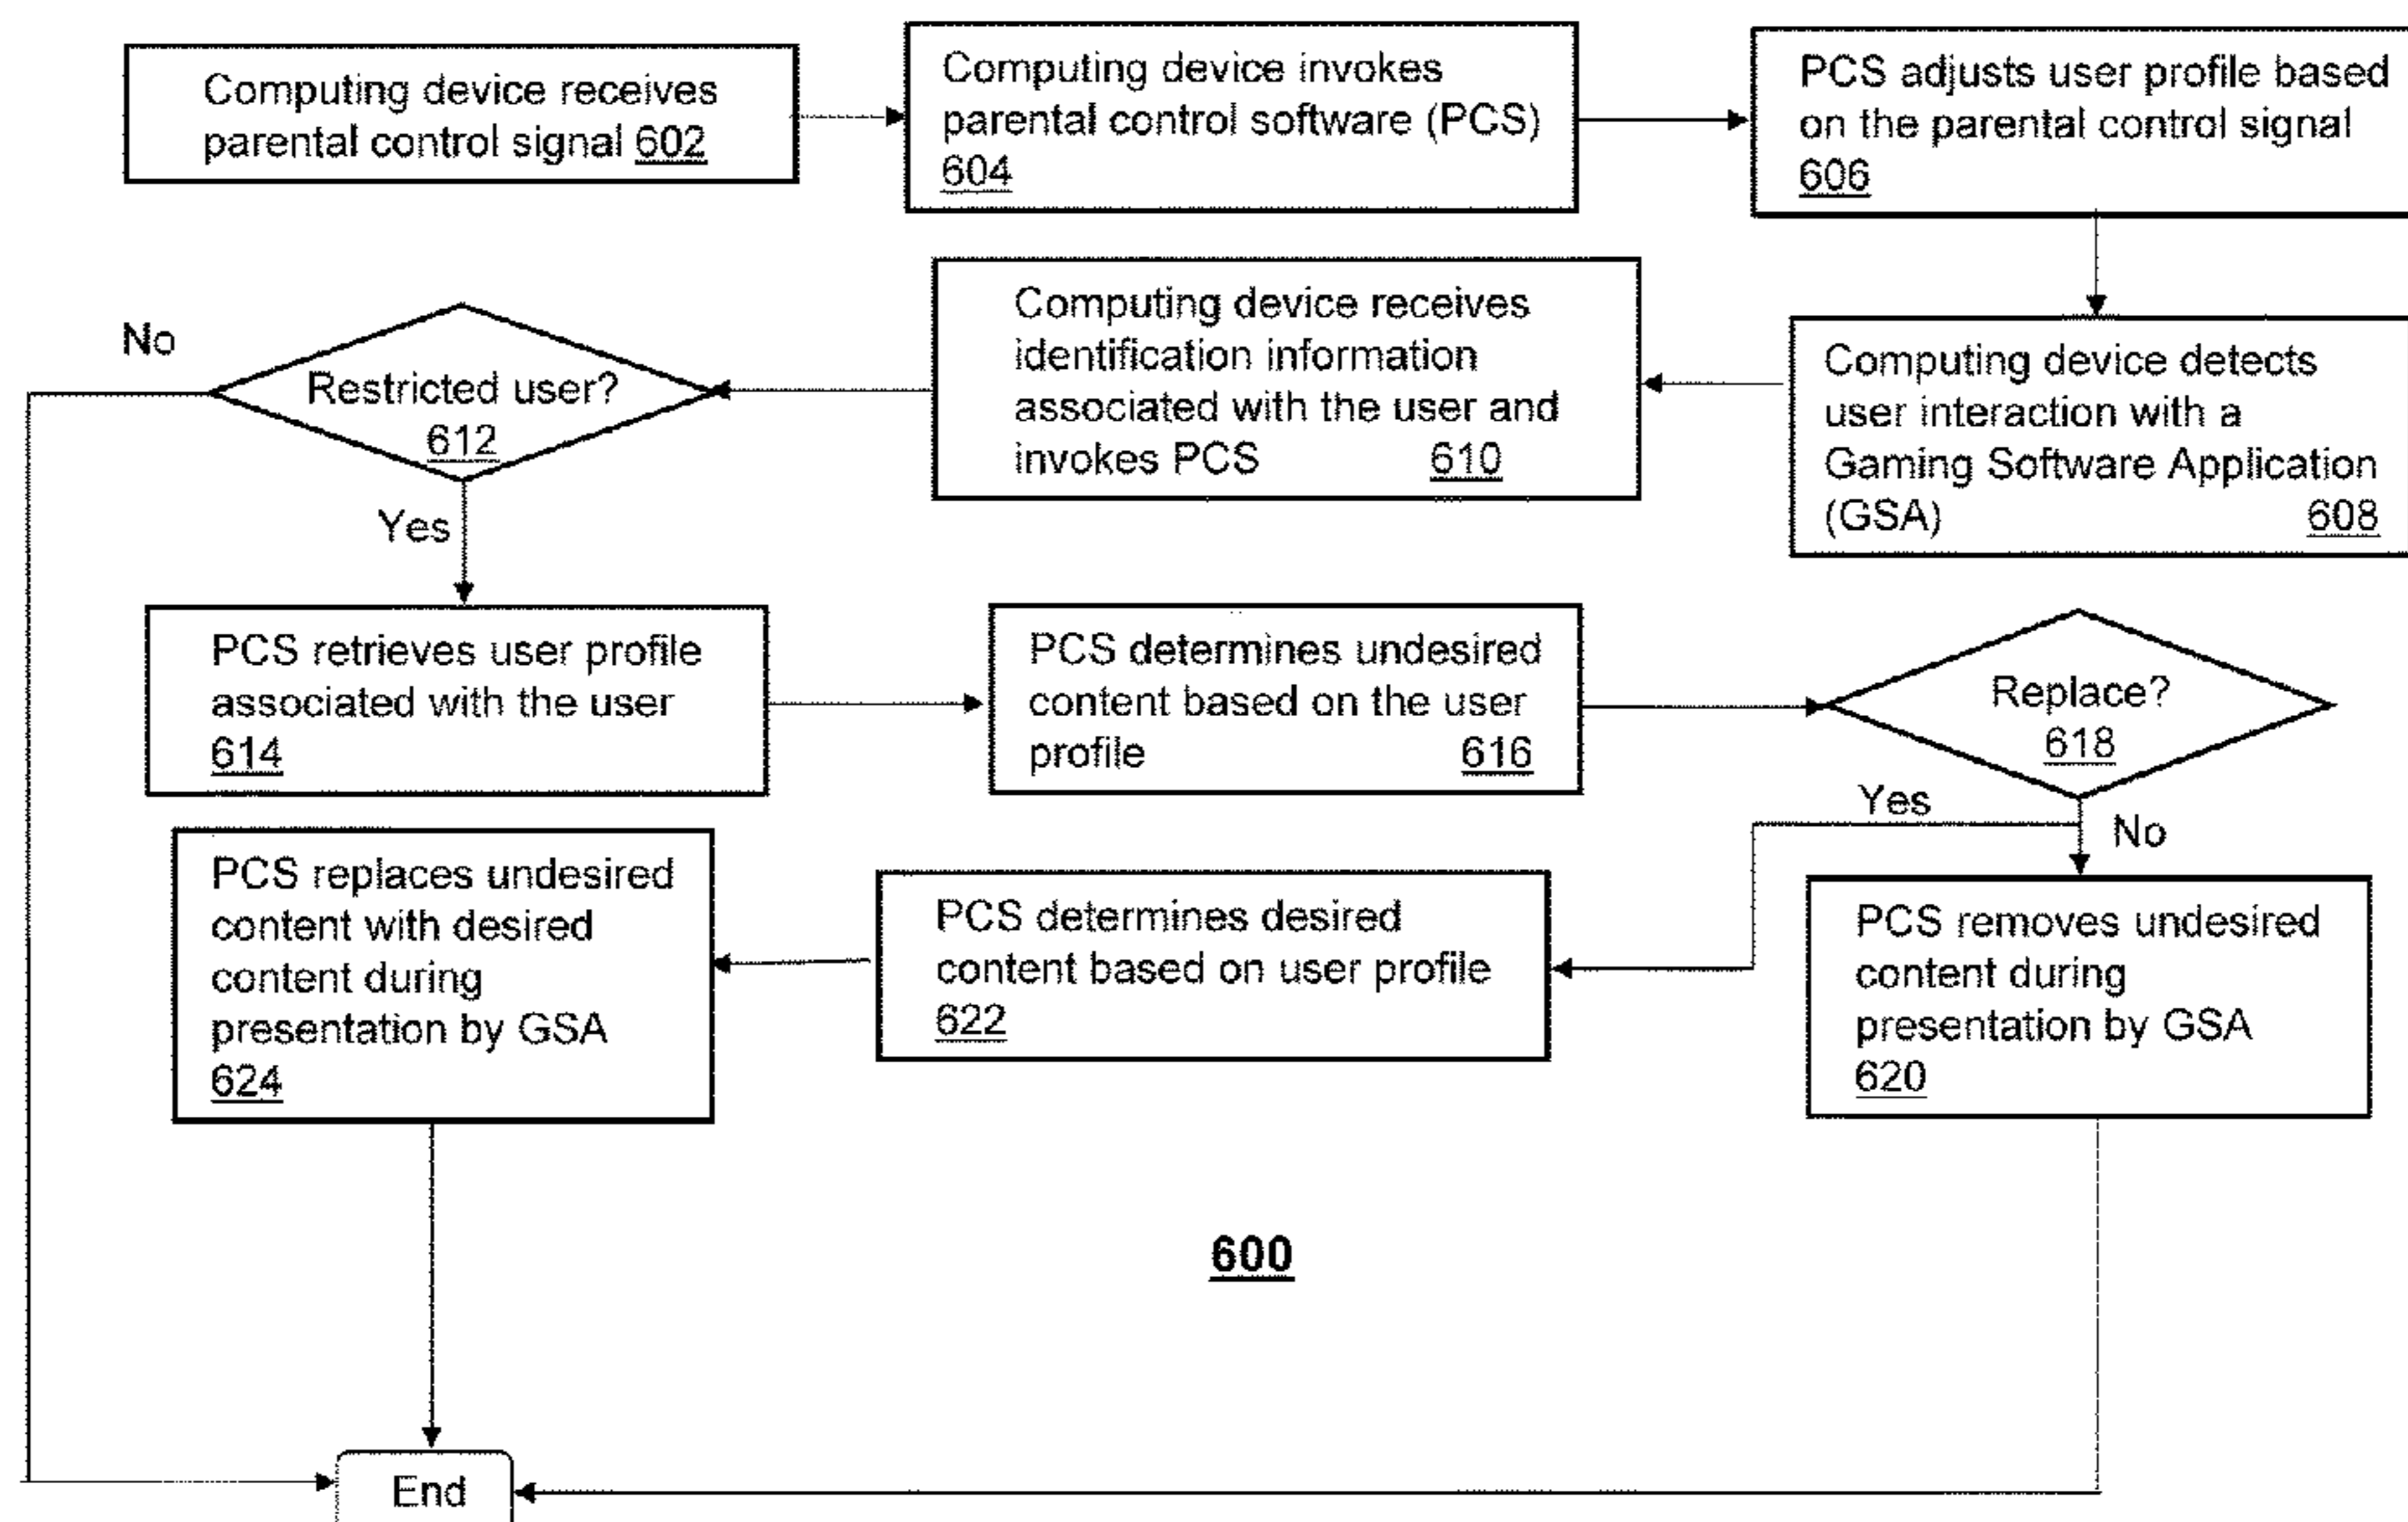 Computing device receives
parental control signal 602
Computing device invokes
parental control software (PCS)
604
PCS adjusts user profile based
on the parental control signal
606
Computing device detects
user interaction with a
Gaming Software Application
(GSA) 608
Computing device receives
identification information
associated with the user and
invokes PCS 610
Restricted user?
612
No
Yes
PCS retrieves user profile
associated with the user
614
PCS determines undesired
content based on the user
profile 616
Replace?
618
Yes
No
PCS removes undesired
content during
presentation by GSA
620
PCS determines desired
content based on user profile
622
PCS replaces undesired
content with desired
content during
presentation by GSA
624
600
End